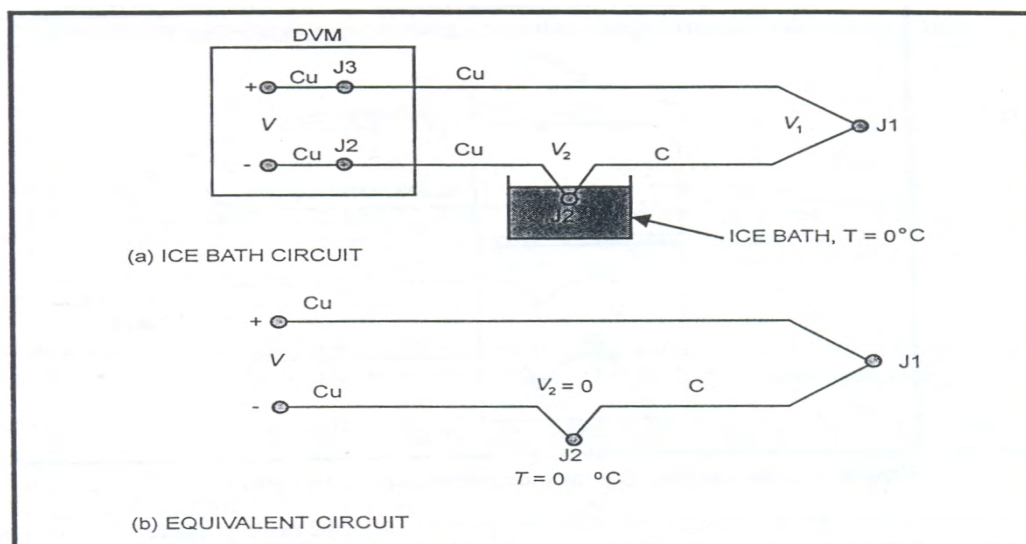 DVM
Cu J3 Cu
+
V V₁ J1
Cu J2 Cu V₂ C
-
J2
ICE BATH, T = 0°C
(a) ICE BATH CIRCUIT
Cu
+
V J1
Cu V₂ = 0 C
-
J2
T = 0 °C
(b) EQUIVALENT CIRCUIT